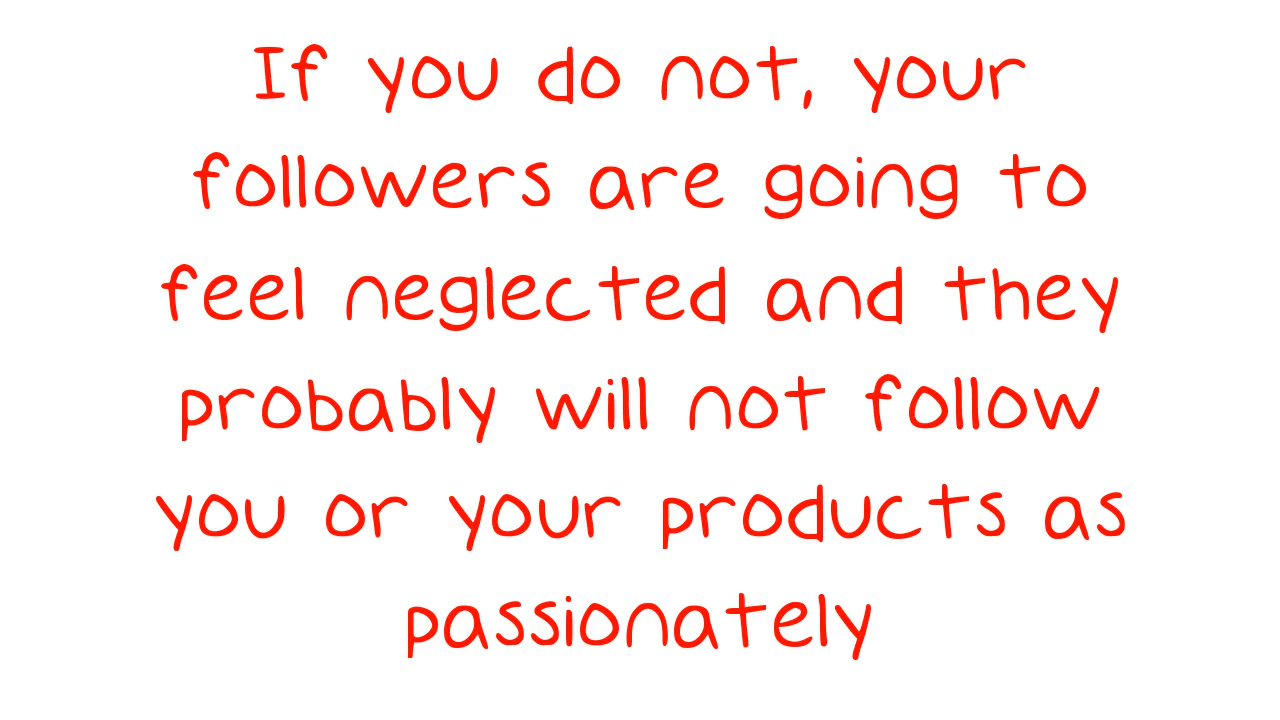 If you do not, your
followers are going to
feel neglected and they
probably will not follow
you or your products as
passionately